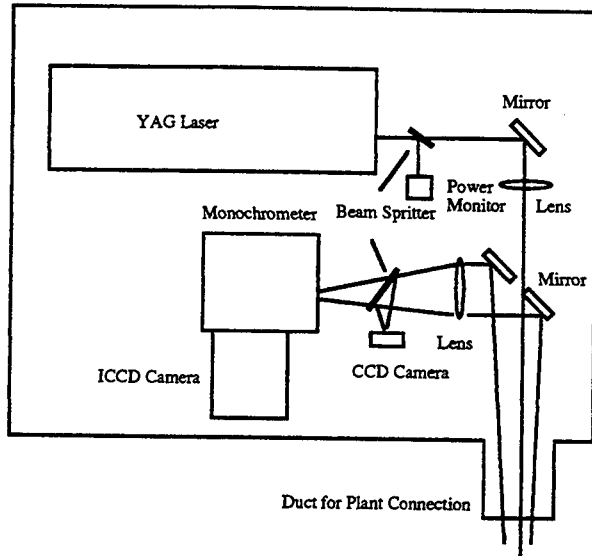 YAG Laser
Mirror
Power
Monitor
Lens
Beam Spritter
Monochrometer
Mirror
Lens
CCD Camera
ICCD Camera
Duct for Plant Connection